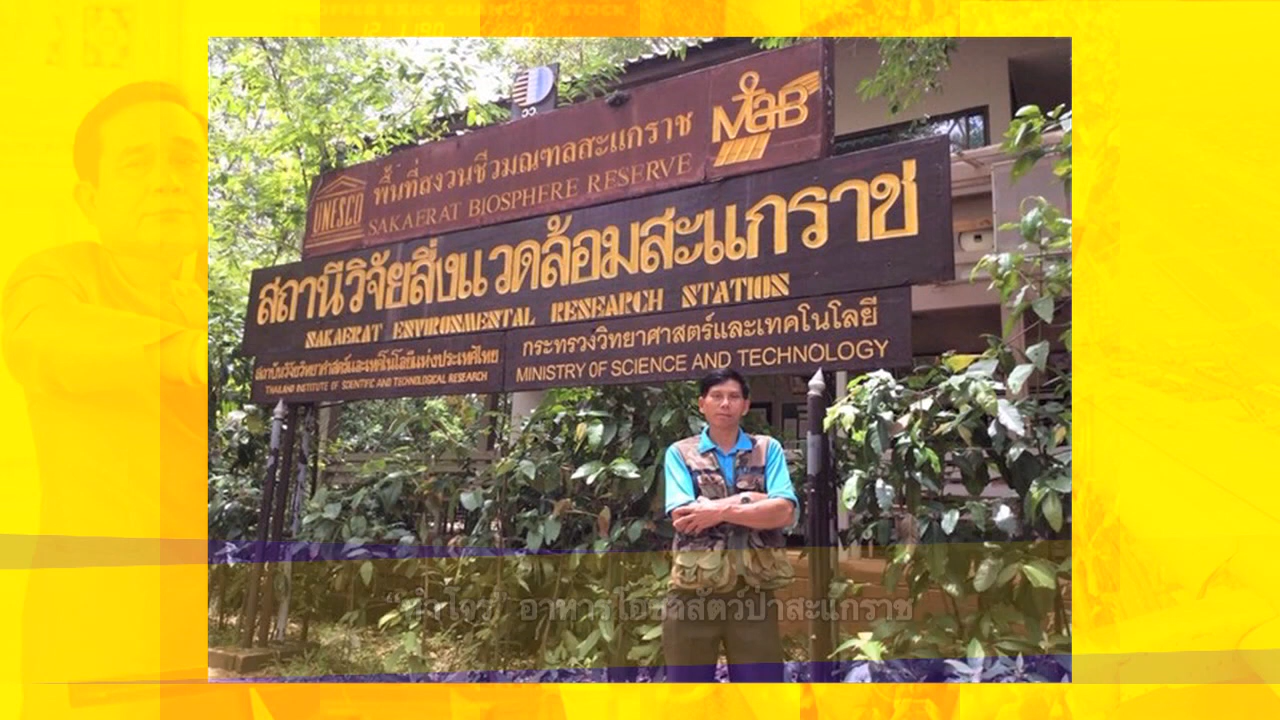 OFFER EXEC CHANGE STOCK
วว.
พื้นที่สงวนชีวมณฑลสะแกราช
MaB
UNESCO
SAKAERAT BIOSPHERE RESERVE
สถานีวิจัยสิ่งแวดล้อมสะแกราช
SAKAERAT ENVIRONMENTAL RESEARCH STATION
สถาบันวิจัยวิทยาศาสตร์และเทคโนโลยีแห่งประเทศไทย
THAILAND INSTITUTE OF SCIENTIFIC AND TECHNOLOGICAL RESEARCH
กระทรวงวิทยาศาสตร์และเทคโนโลยี
MINISTRY OF SCIENCE AND TECHNOLOGY
อาหารโอชาสัตว์ป่าสะแกราช